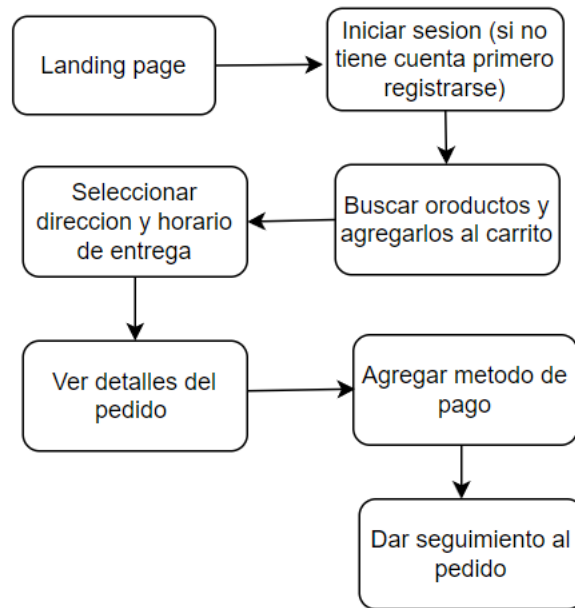 Landing page
Iniciar sesion (si no
tiene cuenta primero
registrarse)
Buscar oroductos y
agregarlos al carrito
Seleccionar
direccion y horario
de entrega
Ver detalles del
pedido
Agregar metodo de
pago
Dar seguimiento al
pedido